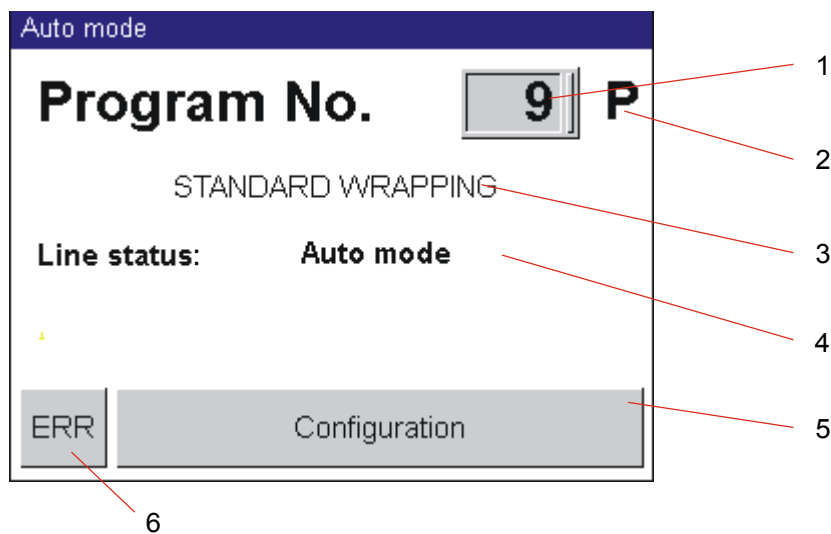 Auto mode
1
Program No. 9 P
2
STANDARD WRAPPING
3
Line status: Auto mode
4
ERR Configuration
5
6